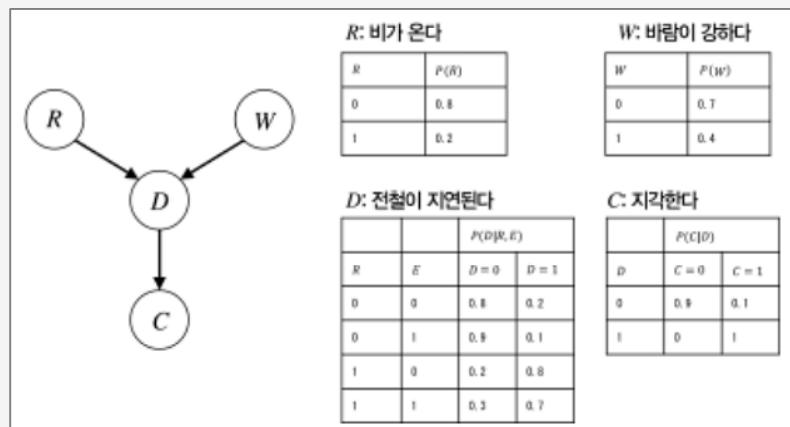 R: 비가 온다
R P(R)
0 0.8
1 0.2
W: 바람이 강하다
W P(W)
0 0.7
1 0.4
R
W
D
C
D: 전철이 지연된다
P(D|R, E)
R E D = 0 D = 1
0 0 0.8 0.2
0 1 0.9 0.1
1 0 0.2 0.8
1 1 0.3 0.7
C: 지각한다
P(C|D)
D C = 0 C = 1
0 0.9 0.1
1 0 1